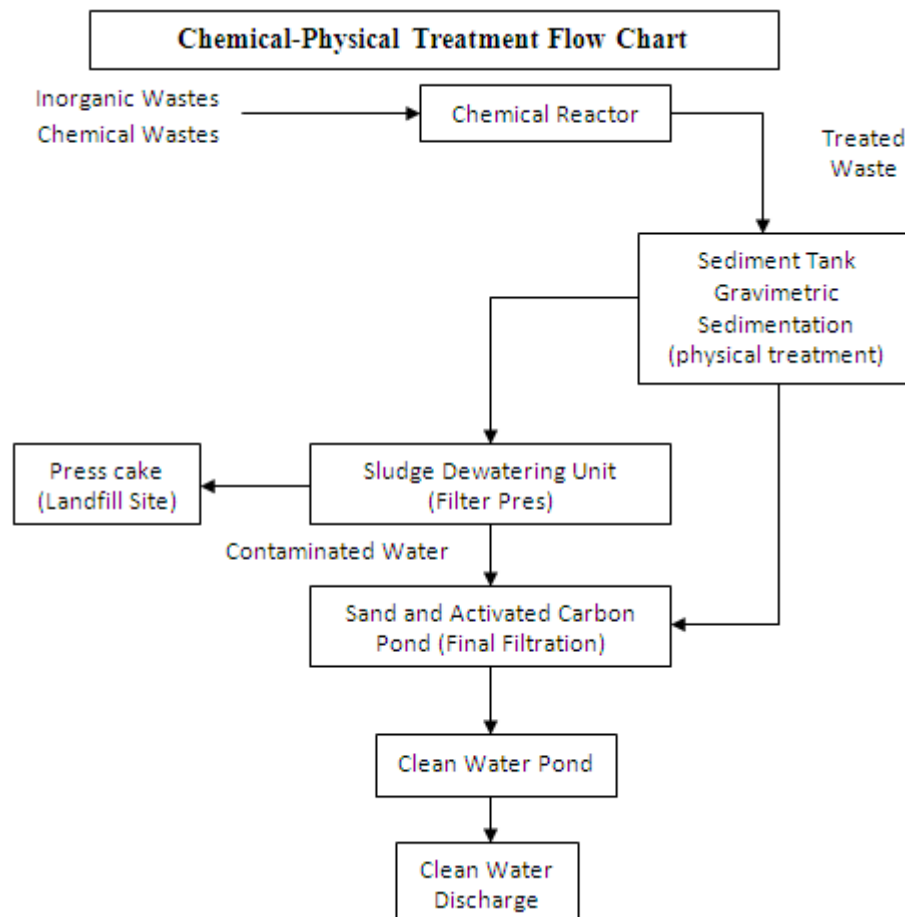 Chemical-Physical Treatment Flow Chart
Inorganic Wastes
Chemical Wastes
Chemical Reactor
Treated
Waste
Sediment Tank
Gravimetric
Sedimentation
(physical treatment)
Press cake
(Landfill Site)
Sludge Dewatering Unit
(Filter Pres)
Contaminated Water
Sand and Activated Carbon
Pond (Final Filtration)
Clean Water Pond
Clean Water
Discharge